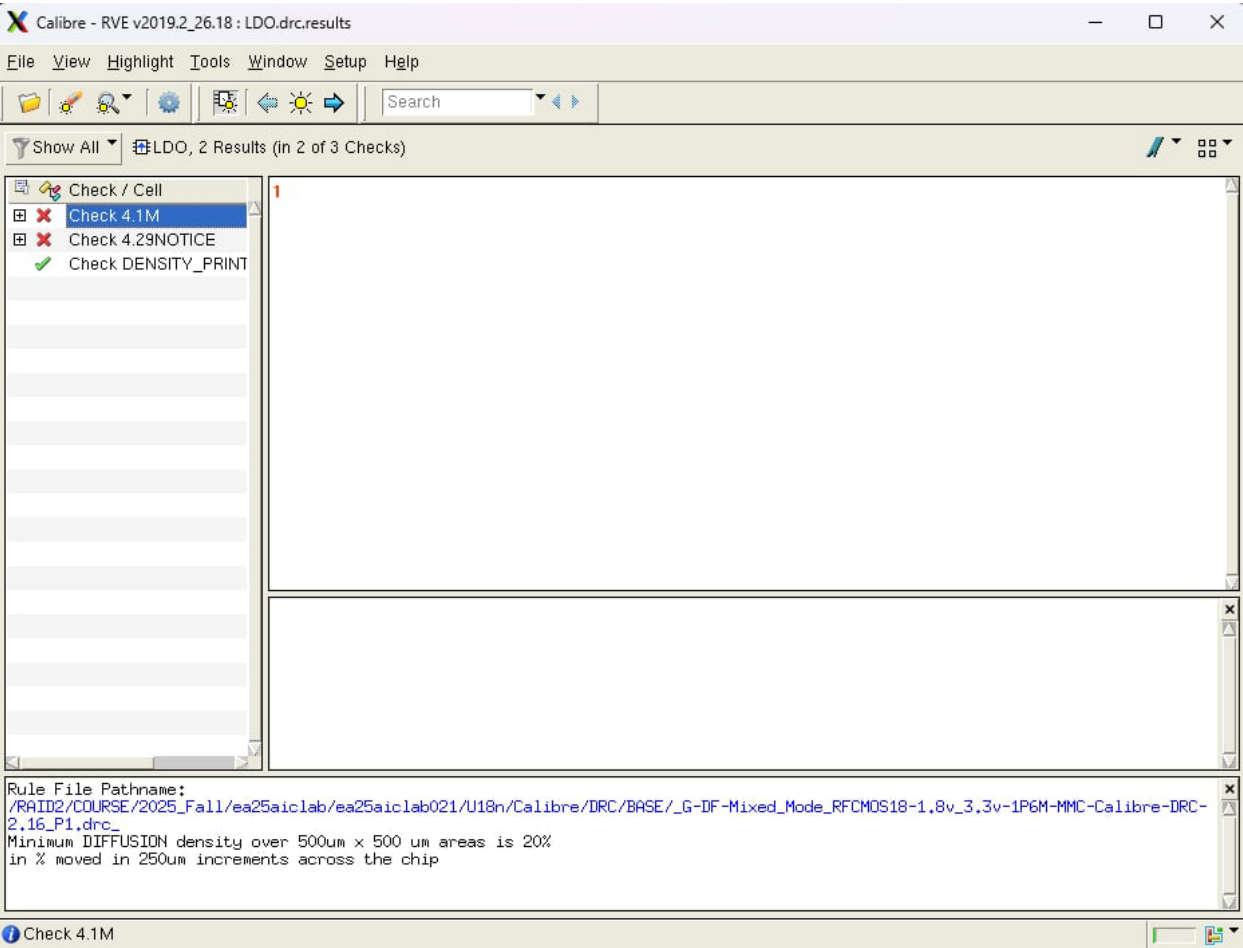 Calibre - RVE v2019.2_26.18 : LDO.drc.results
File View Highlight Tools Window Setup Help
Search
Show All LDO, 2 Results (in 2 of 3 Checks)
Check / Cell
1
Check 4.1M
Check 4.29NOTICE
Check DENSITY_PRINT
Rule File Pathname:
/RAID2/COURSE/2025_Fall/ea25aiclab/ea25aiclab021/U18n/Calibre/DRC/BASE/_G-DF-Mixed_Mode_RFCMOS18-1.8v_3.3v-1P6M-MMC-Calibre-DRC-
2.16_P1.drc_
Minimum DIFFUSION density over 500um x 500 um areas is 20%
in % moved in 250um increments across the chip
Check 4.1M